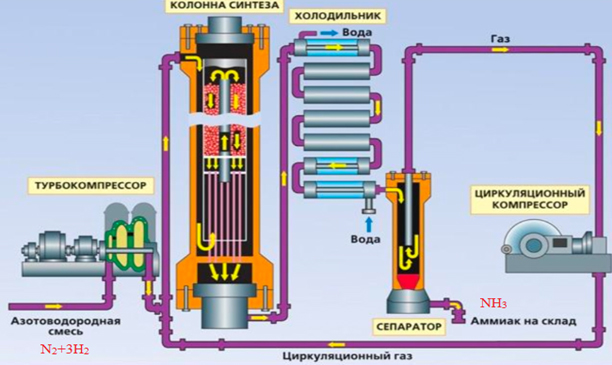 КОЛОННА СИНТЕЗА
ХОЛОДИЛЬНИК
Вода
Газ
ТУРБОКОМПРЕССОР
ЦИРКУЛЯЦИОННЫЙ
КОМПРЕССОР
Вода
Азотоводородная
смесь
N2+3H2
СЕПАРАТОР
NH3
Аммиак на склад
Циркуляционный газ